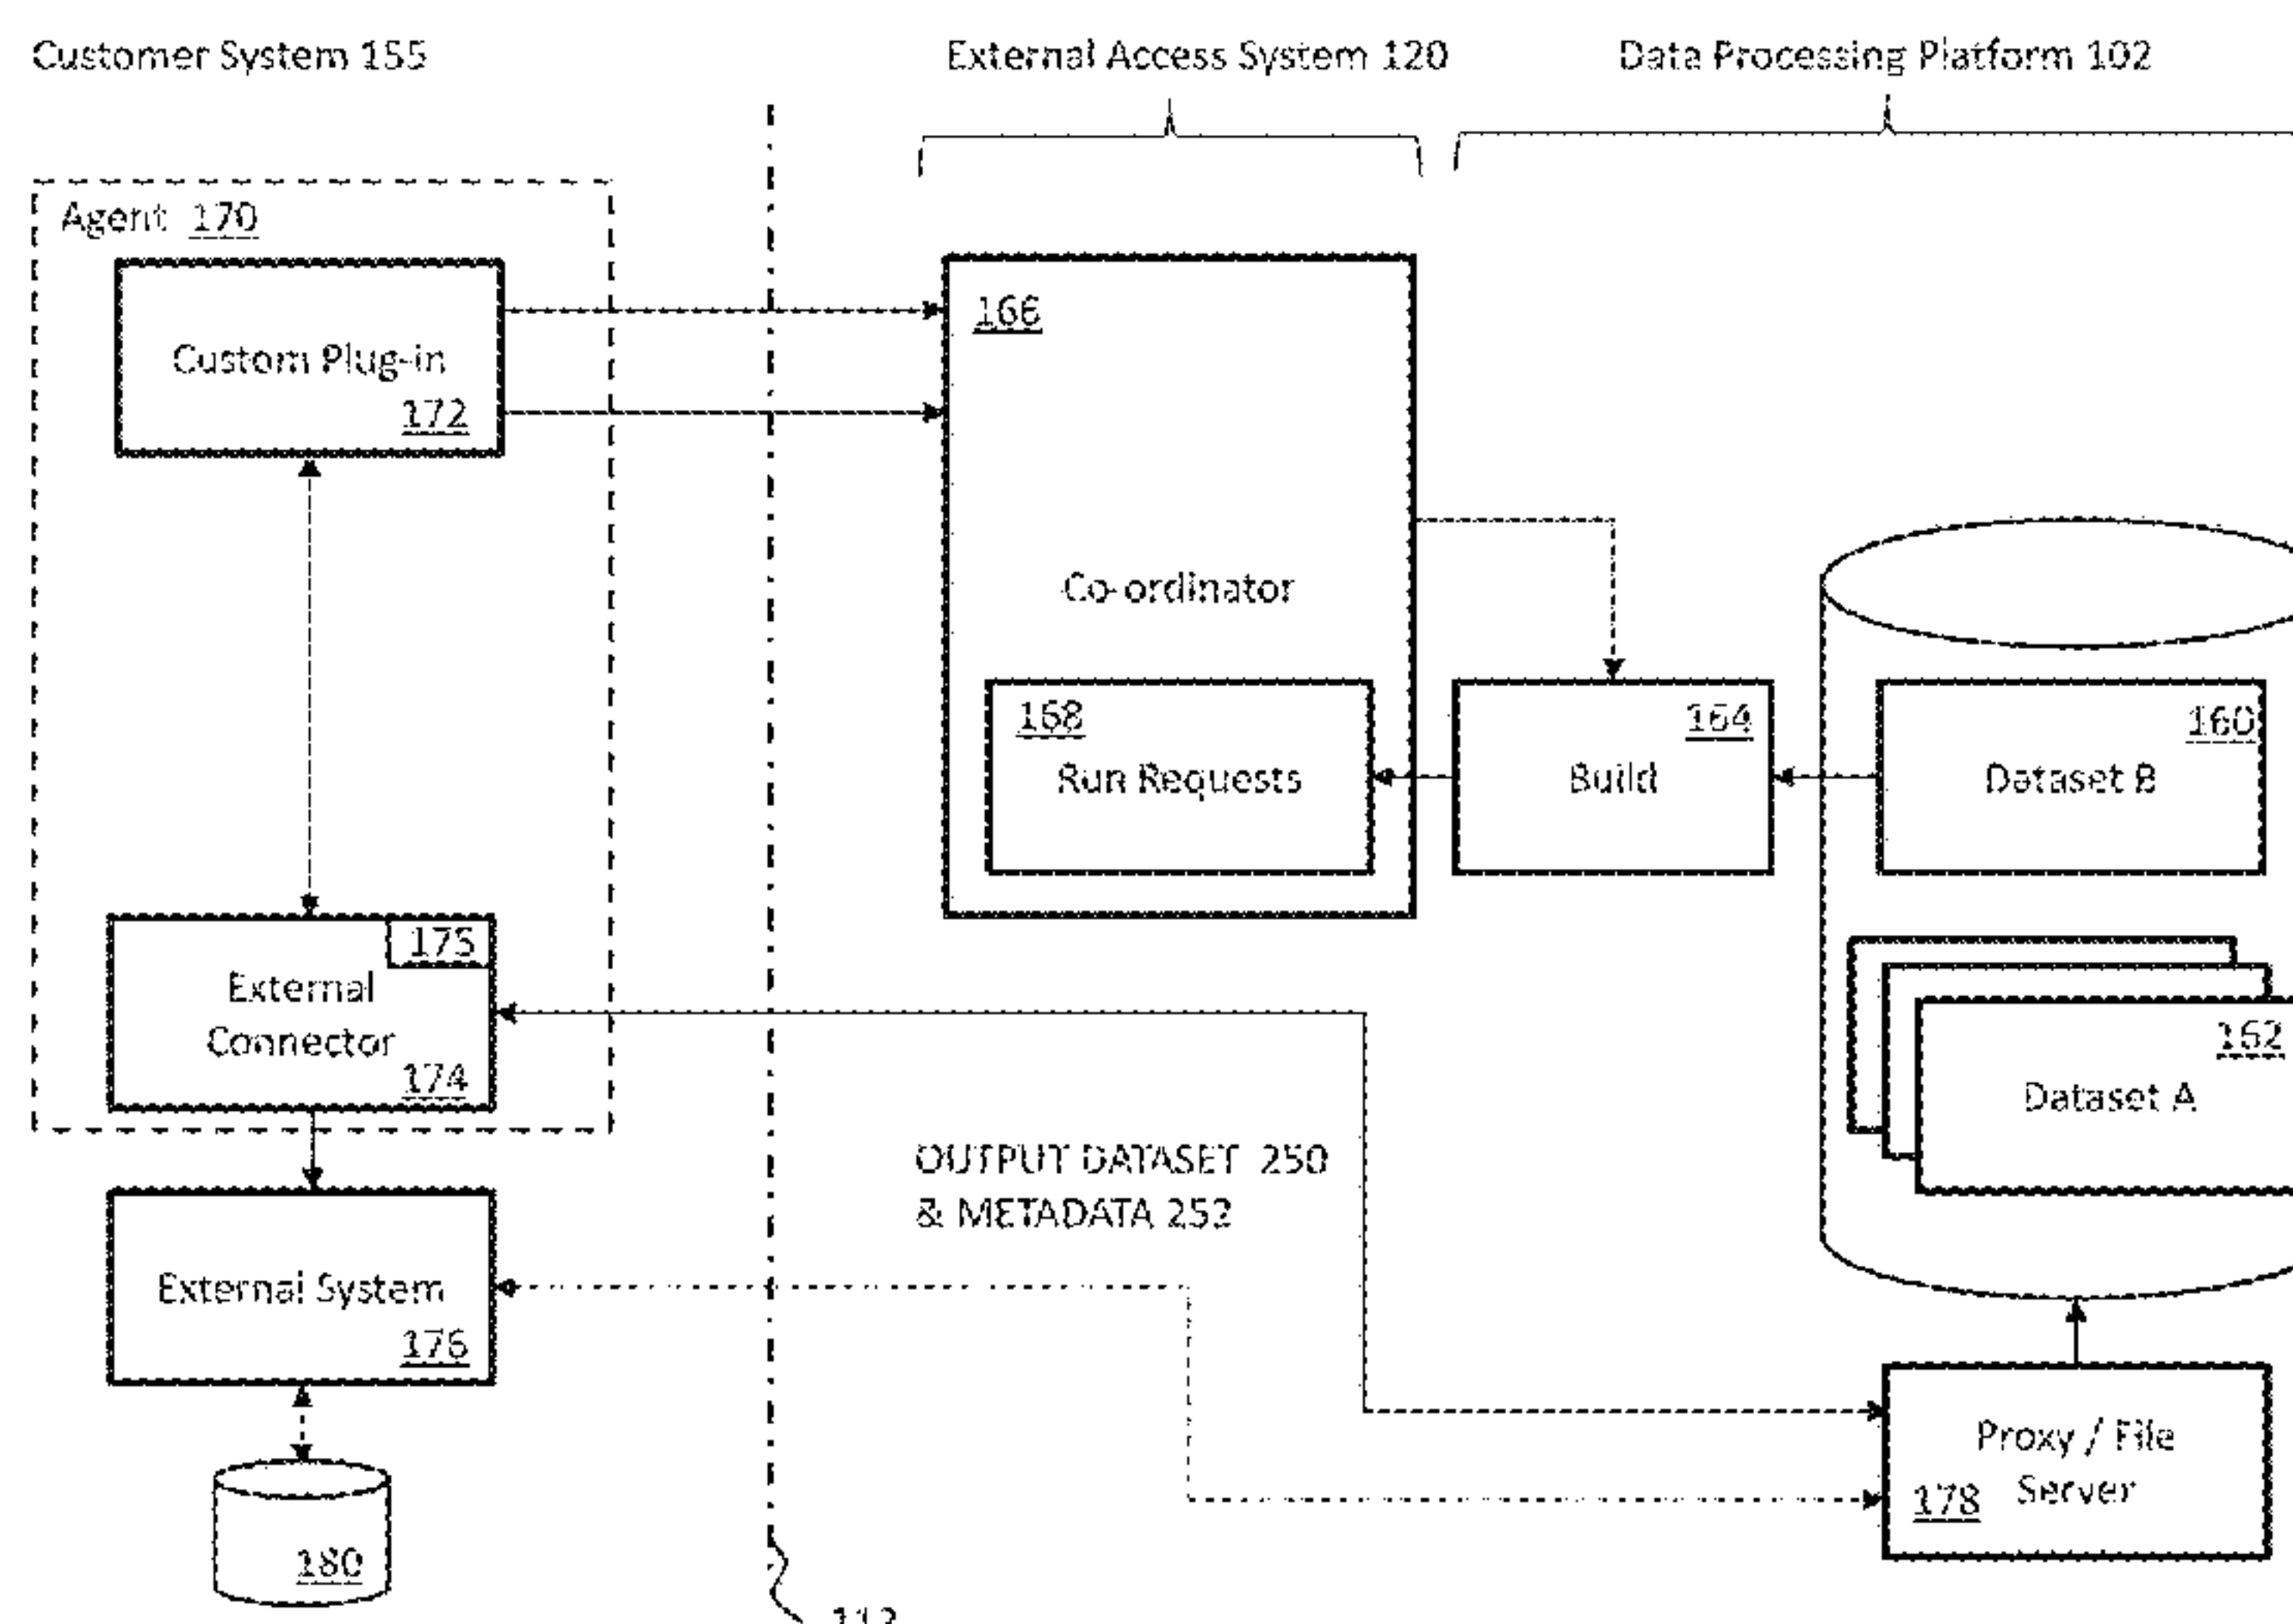 Customer System 155
External Access System 120
Data Processing Platform 102
Agent 170
Custom Plug-in
172
166
Co-ordinator
168
Run Requests
164
Build
160
Dataset B
175
External
Connector
174
162
Dataset A
OUTPUT DATASET 250
& METADATA 252
External System
176
Proxy / File
Server
178
180